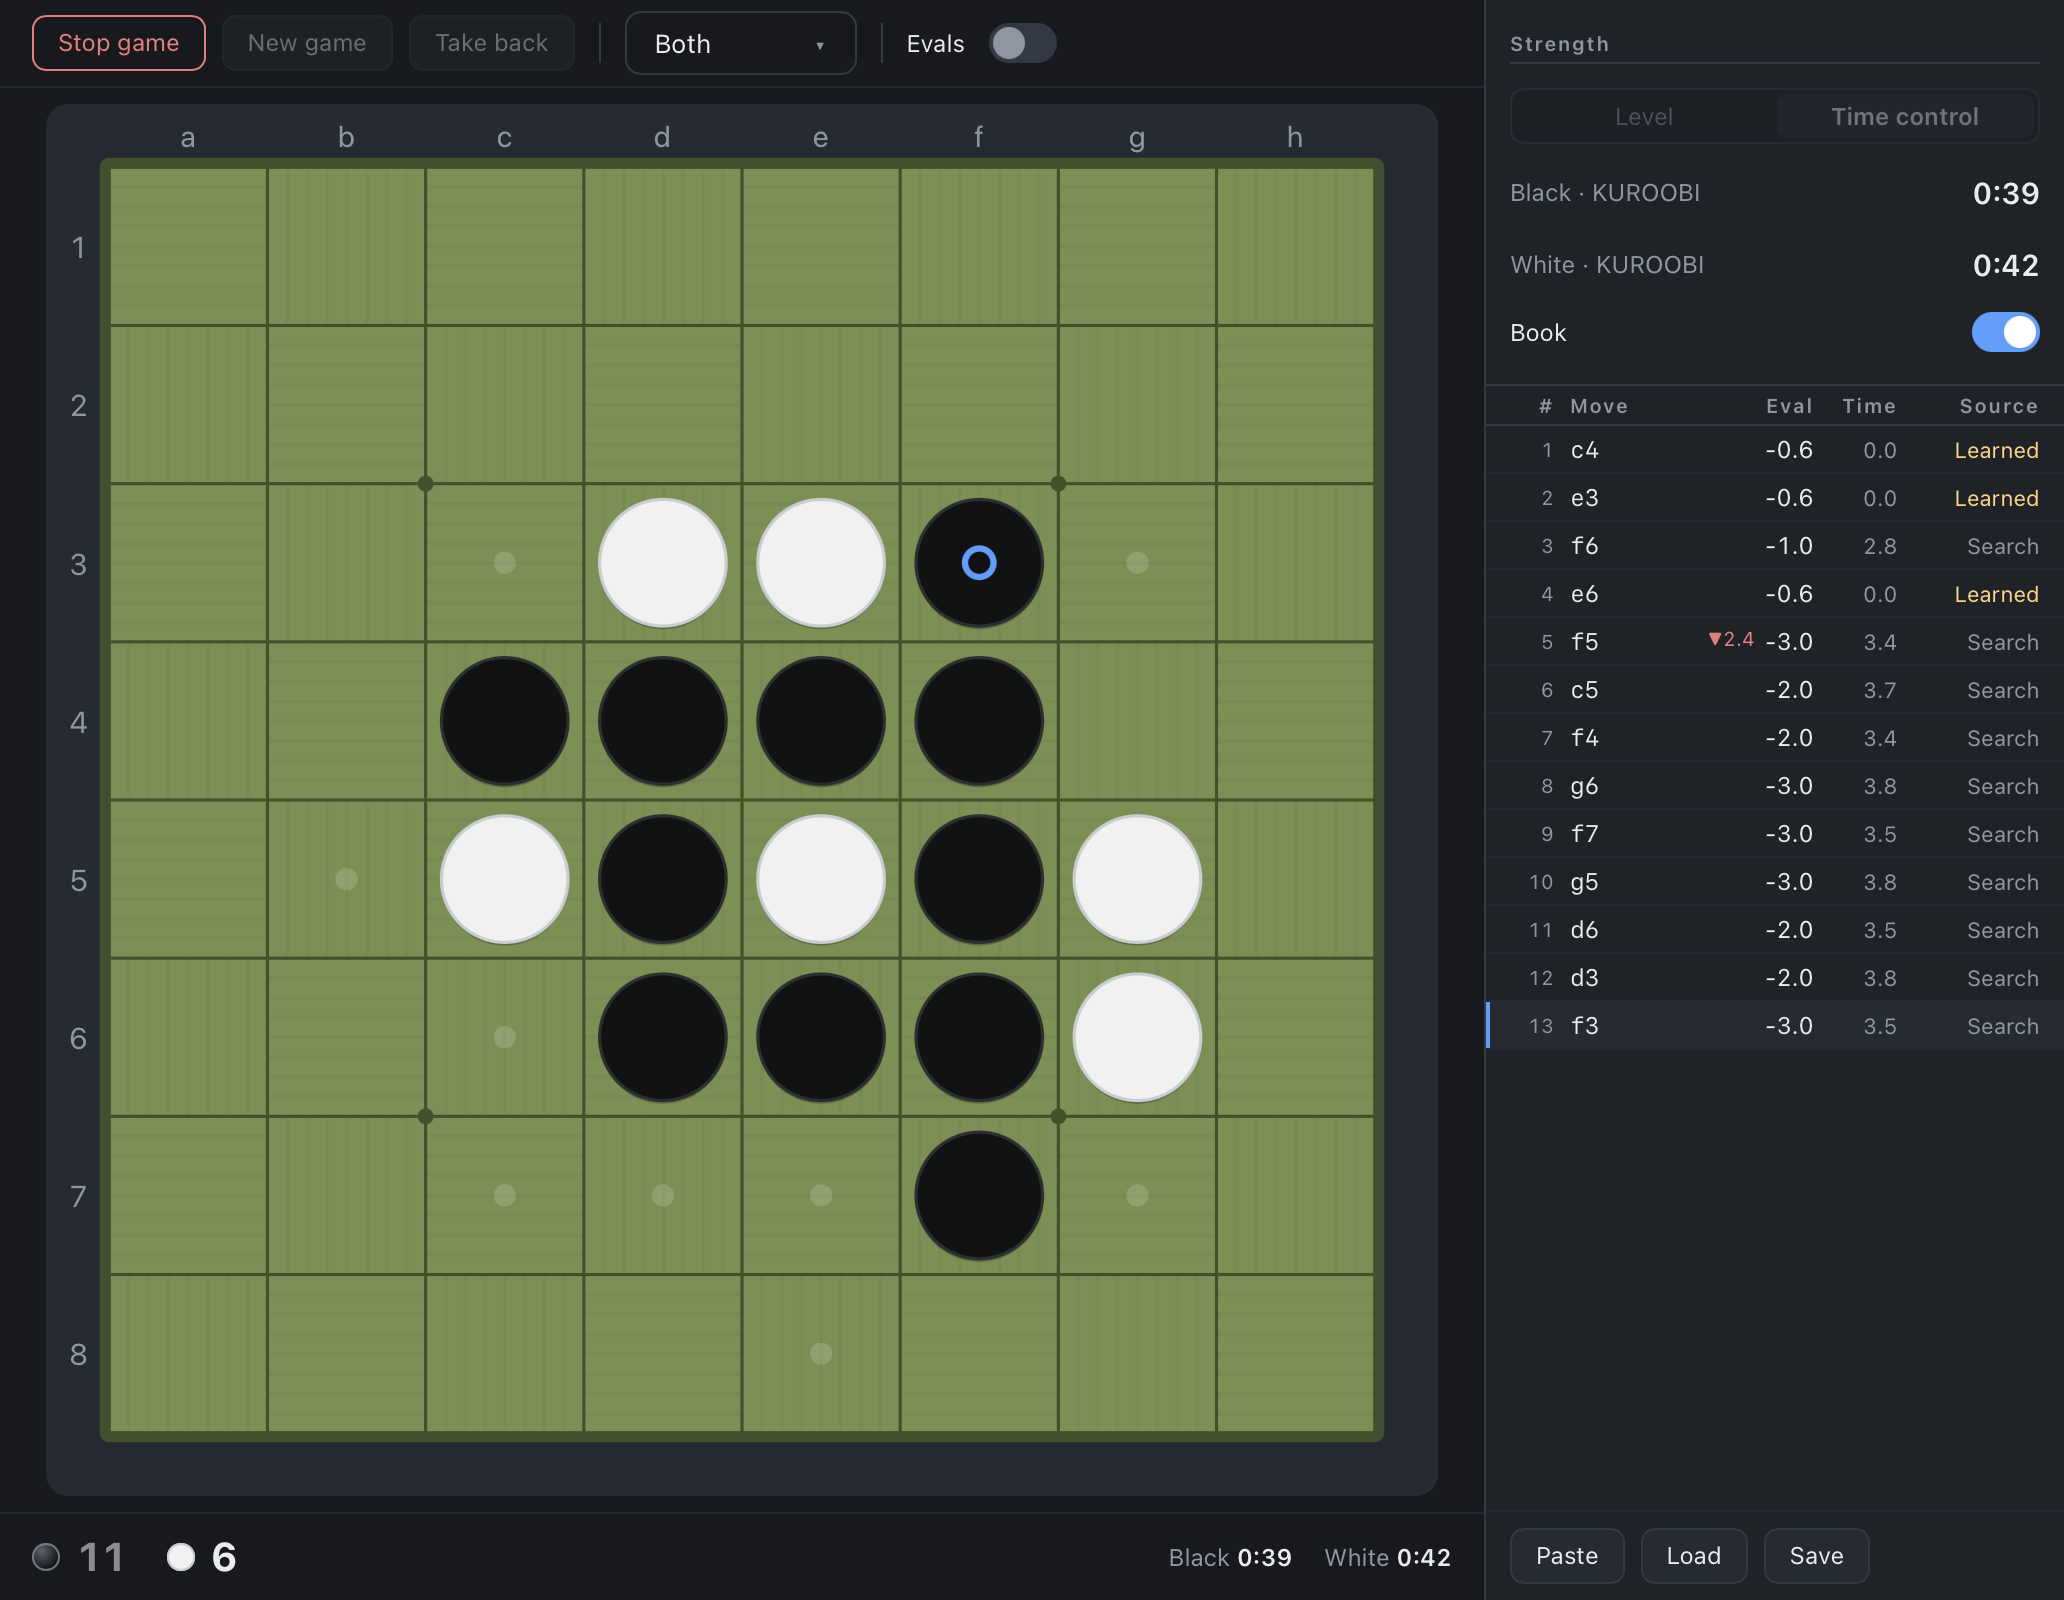 Stop game New game Take back Both Evals
a b c d e f g h
1
2
3
4
5
6
7
8
11 6 Black 0:39 White 0:42
Strength
Level Time control
Black · KUROOBI 0:39
White · KUROOBI 0:42
Book
# Move Eval Time Source
1 c4 -0.6 0.0 Learned
2 e3 -0.6 0.0 Learned
3 f6 -1.0 2.8 Search
4 e6 -0.6 0.0 Learned
5 f5 ▼2.4 -3.0 3.4 Search
6 c5 -2.0 3.7 Search
7 f4 -2.0 3.4 Search
8 g6 -3.0 3.8 Search
9 f7 -3.0 3.5 Search
10 g5 -3.0 3.8 Search
11 d6 -2.0 3.5 Search
12 d3 -2.0 3.8 Search
13 f3 -3.0 3.5 Search
Paste Load Save